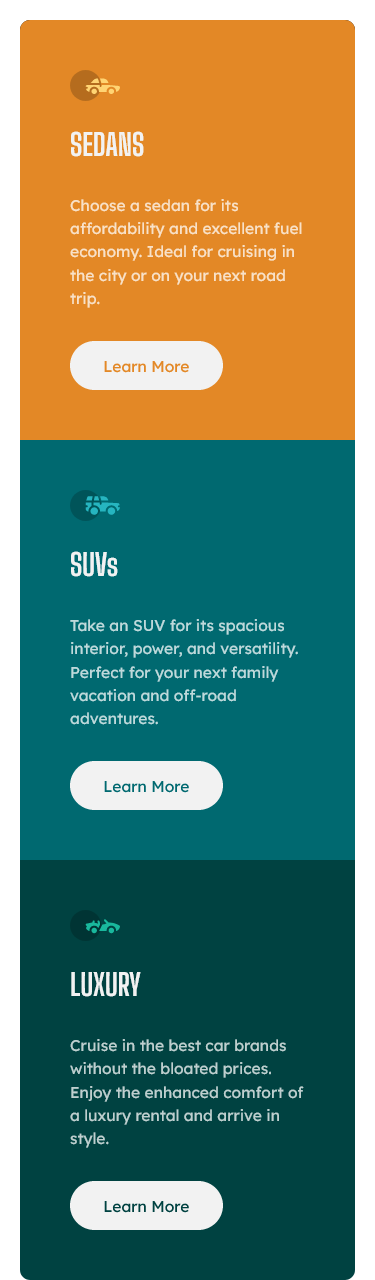 SEDANS
Choose a sedan for its
affordability and excellent fuel
economy. Ideal for cruising in
the city or on your next road
trip.
Learn More
SUVs
Take an SUV for its spacious
interior, power, and versatility.
Perfect for your next family
vacation and off-road
adventures.
Learn More
LUXURY
Cruise in the best car brands
without the bloated prices.
Enjoy the enhanced comfort of
a luxury rental and arrive in
style.
Learn More